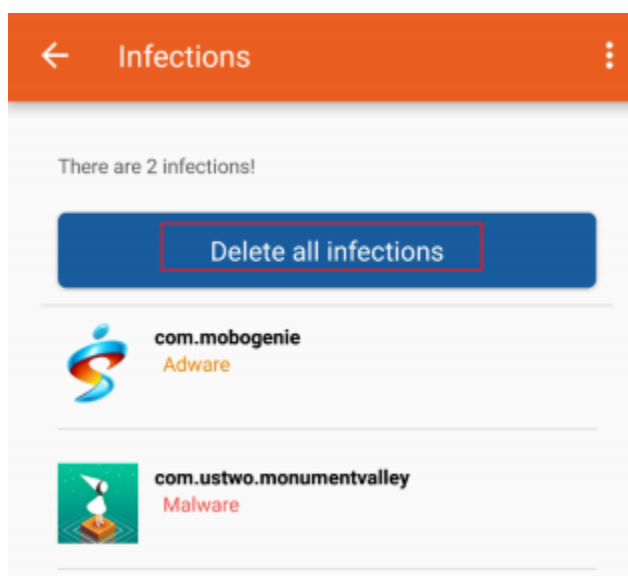 Infections
There are 2 infections!
Delete all infections
com.mobogenie
Adware
com.ustwo.monumentvalley
Malware